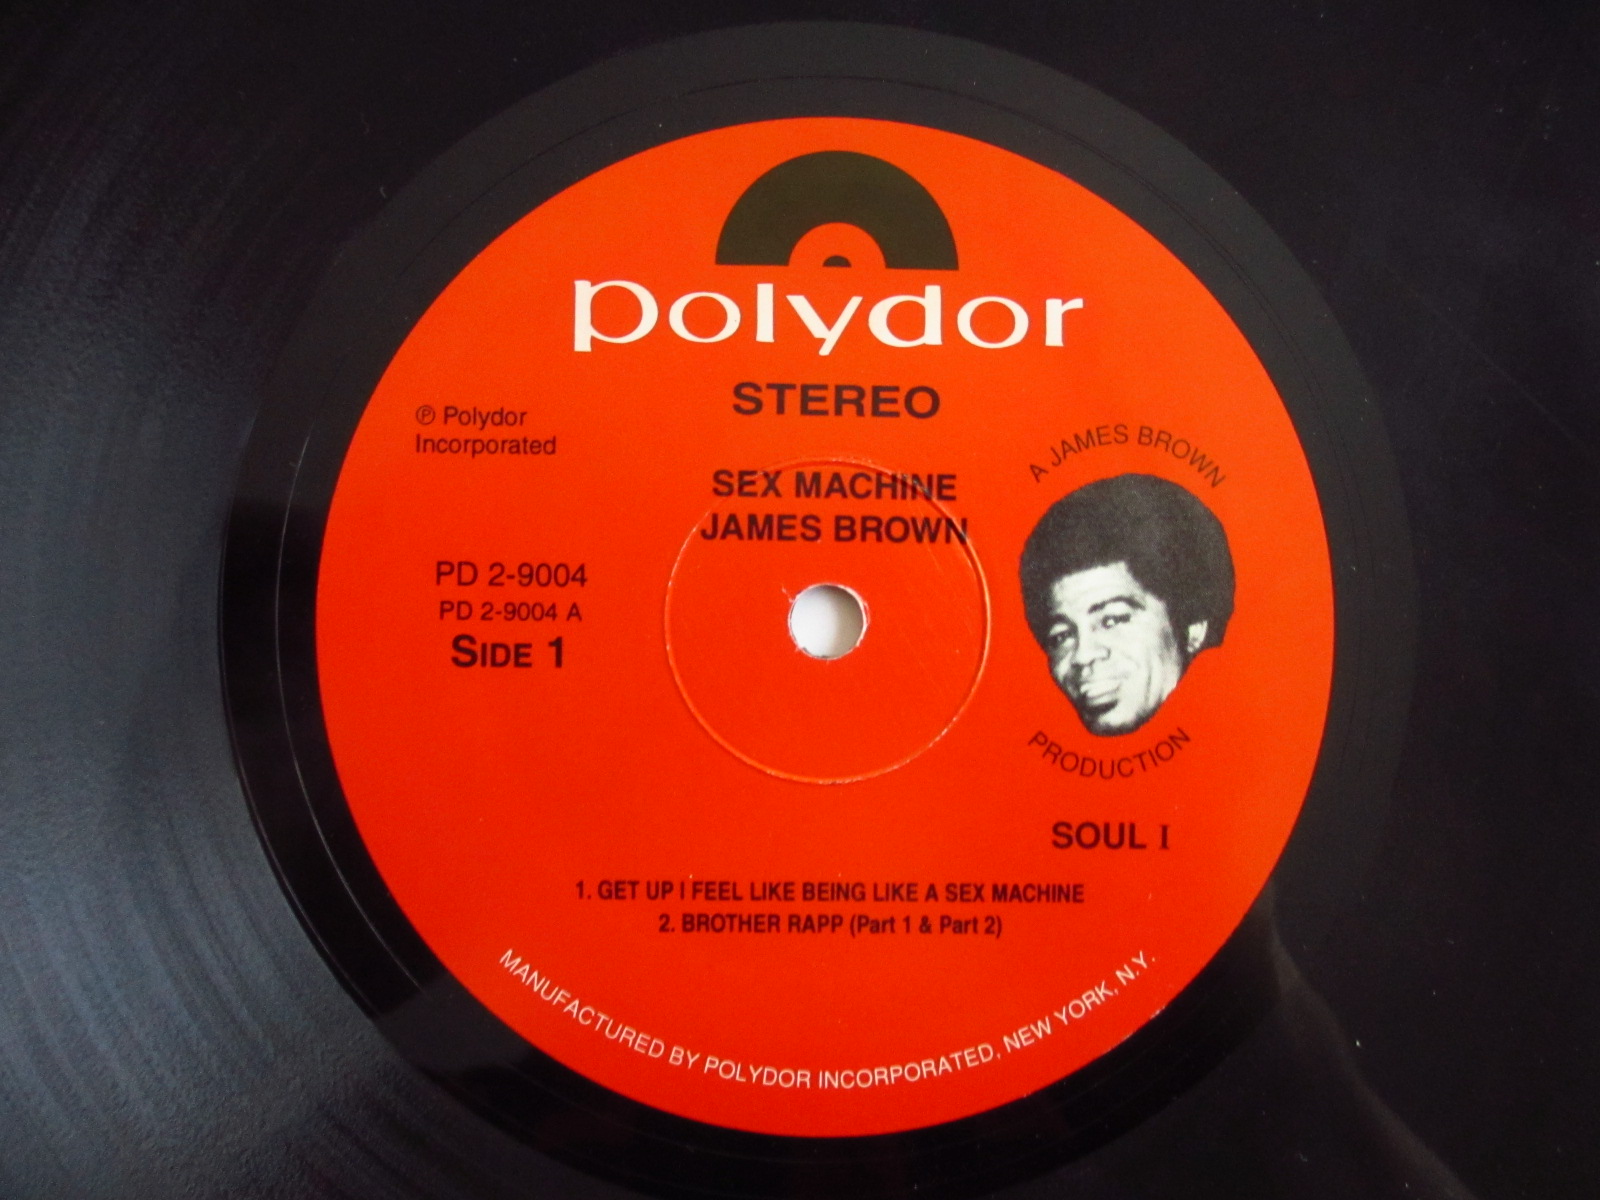 polydor
STEREO
℗ Polydor
Incorporated
SEX MACHINE
JAMES BROWN
A JAMES BROWN
PRODUCTION
PD 2-9004
PD 2-9004 A
SIDE 1
SOUL I
1. GET UP I FEEL LIKE BEING LIKE A SEX MACHINE
2. BROTHER RAPP (Part 1 & Part 2)
MANUFACTURED BY POLYDOR INCORPORATED, NEW YORK, N.Y.